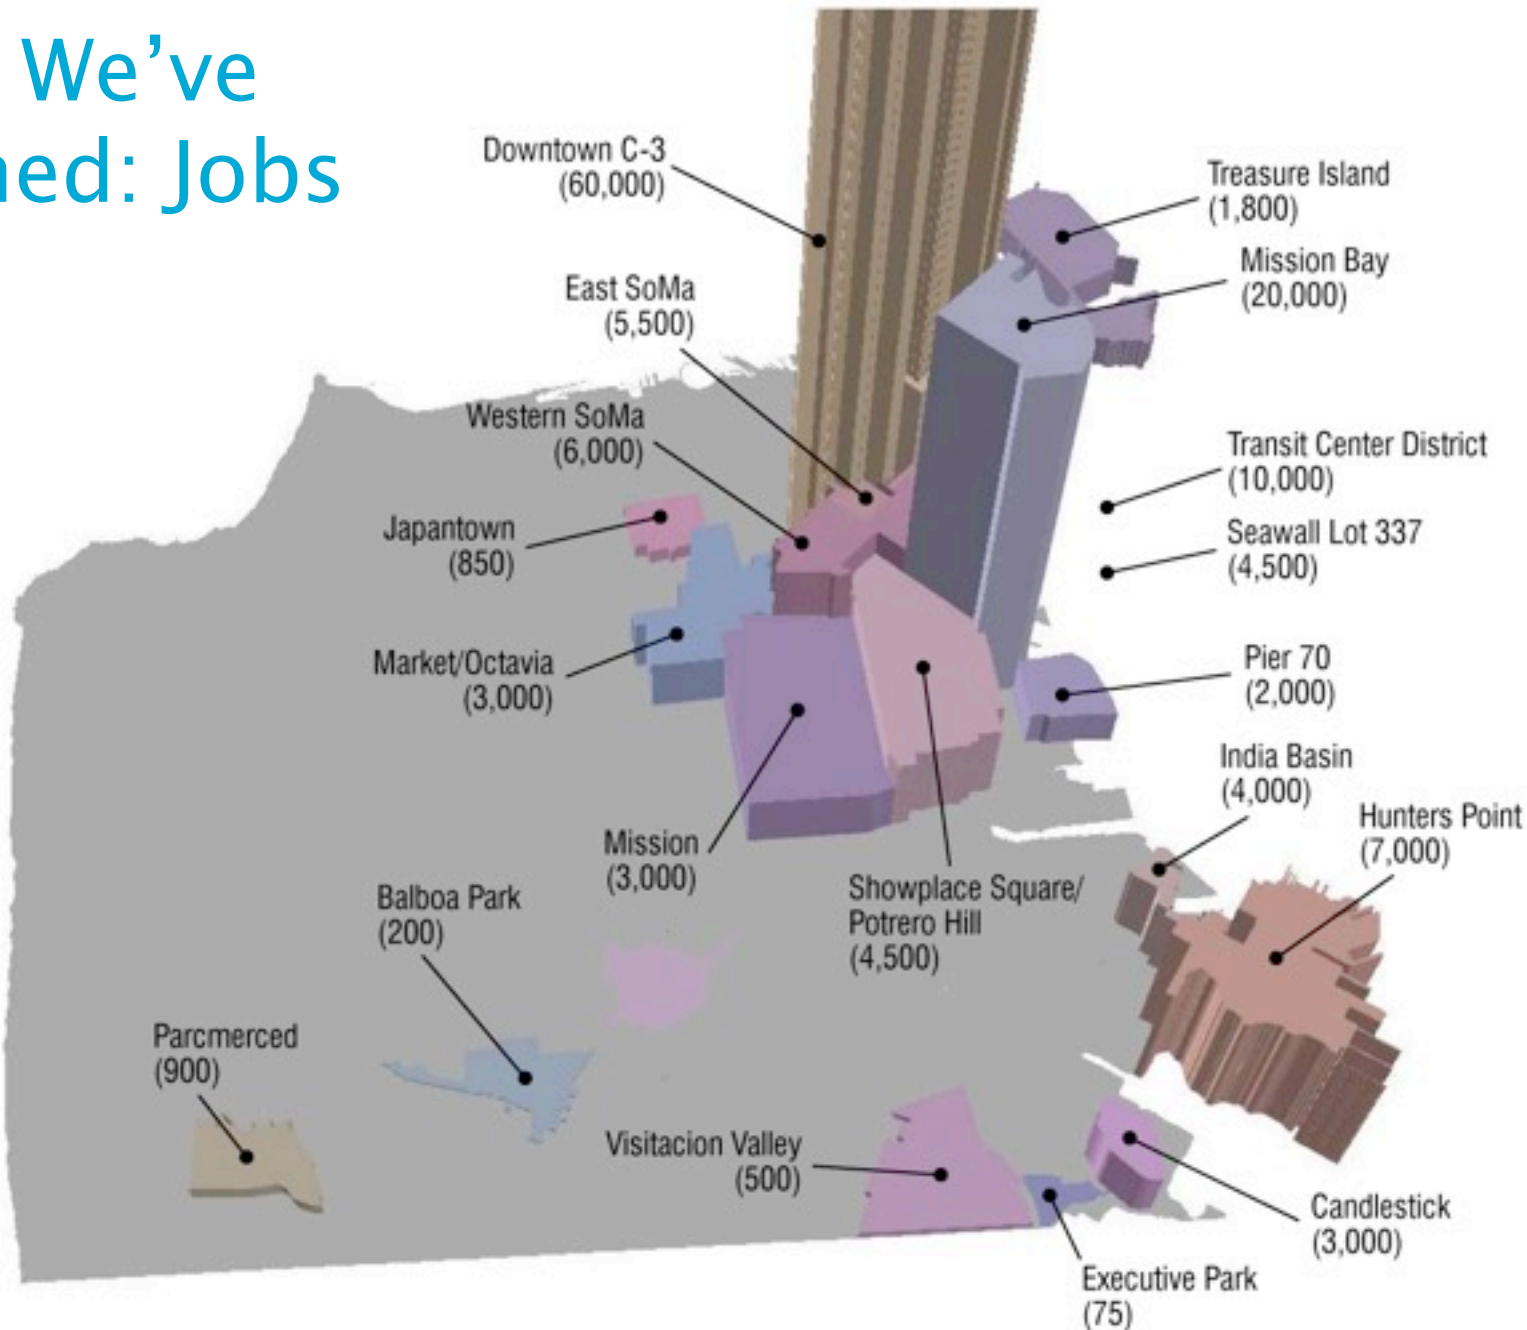 We’ve
ned: Jobs
Downtown C-3
(60,000)
Treasure Island
(1,800)
Mission Bay
(20,000)
East SoMa
(5,500)
Western SoMa
(6,000)
Transit Center District
(10,000)
Japantown
(850)
Seawall Lot 337
(4,500)
Market/Octavia
(3,000)
Pier 70
(2,000)
India Basin
(4,000)
Hunters Point
(7,000)
Mission
(3,000)
Showplace Square/
Potrero Hill
(4,500)
Balboa Park
(200)
Parcmerced
(900)
Visitacion Valley
(500)
Candlestick
(3,000)
Executive Park
(75)